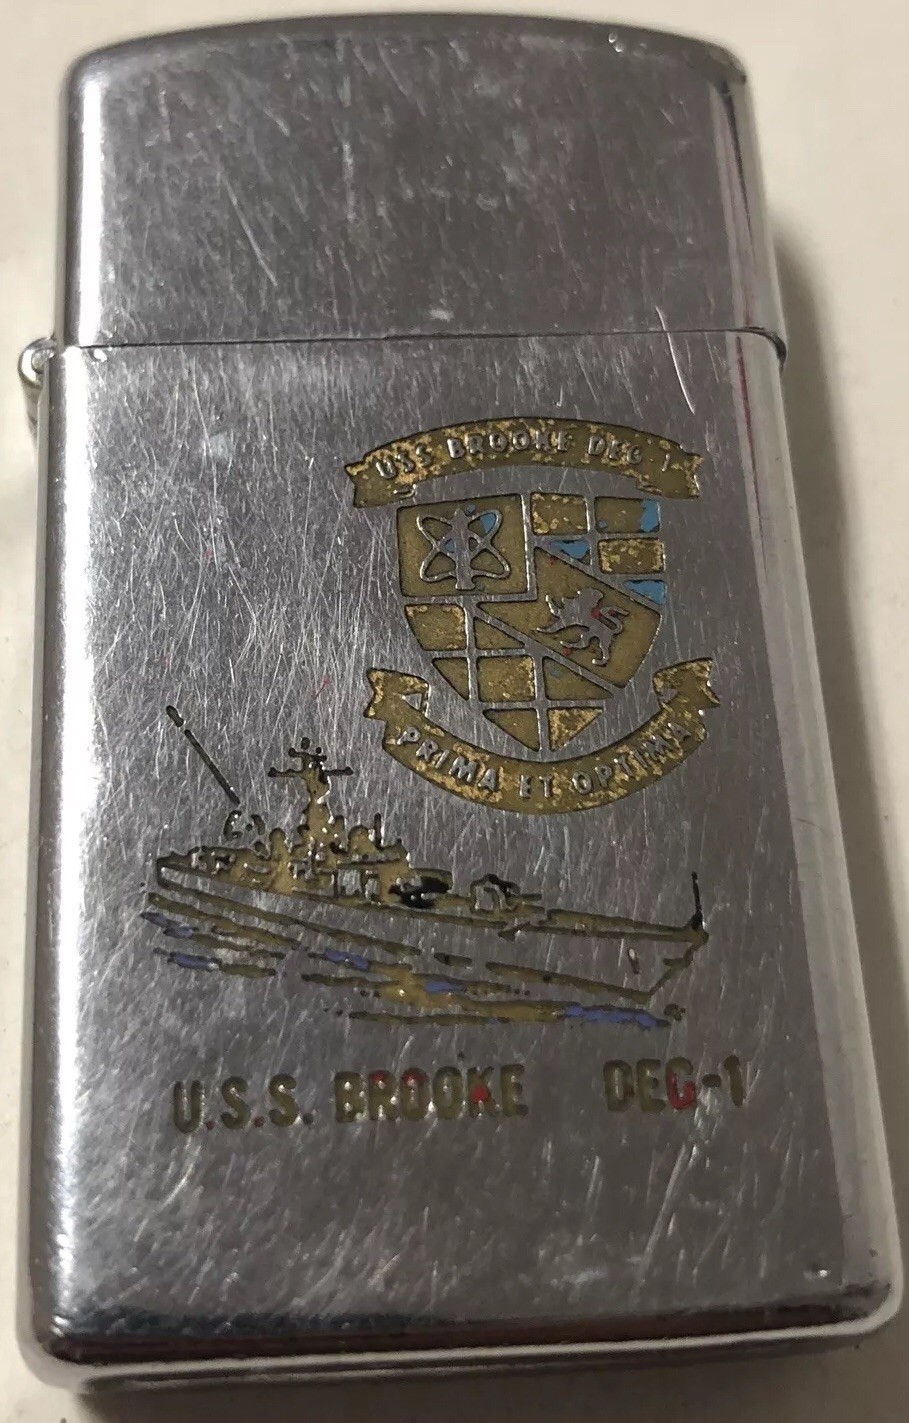 USS BROOKE DEG-1
PRIMA ET OPTIMA
U.S.S. BROOKE DEG-1